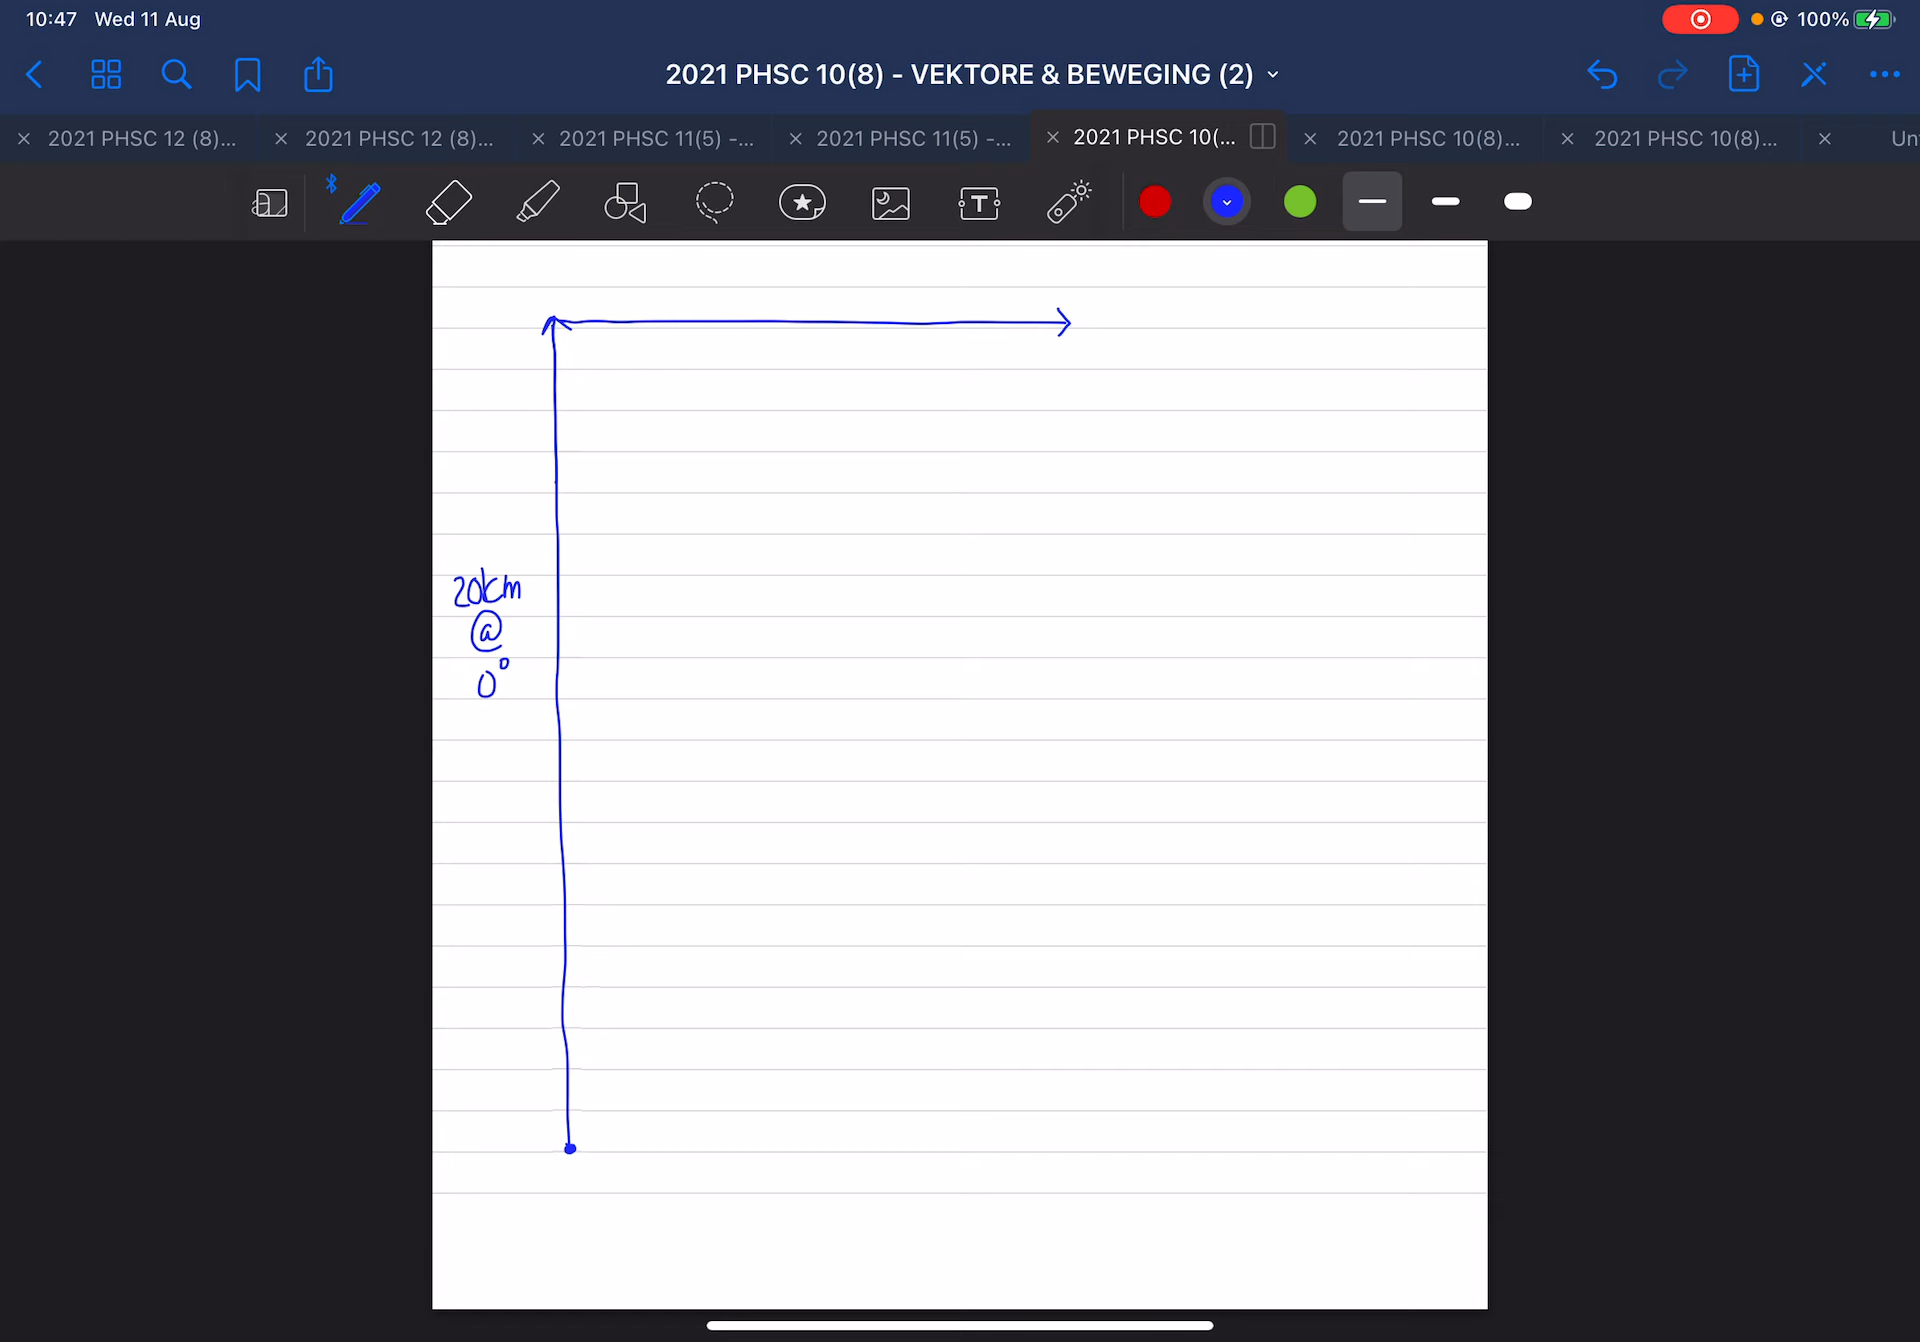 10:47 Wed 11 Aug 100%
2021 PHSC 10(8) - VEKTORE & BEWEGING (2)
2021 PHSC 12 (8)... 2021 PHSC 12 (8)... 2021 PHSC 11(5) -... 2021 PHSC 11(5) -... 2021 PHSC 10(... 2021 PHSC 10(8)... 2021 PHSC 10(8)... Un
T
20km
@
0°